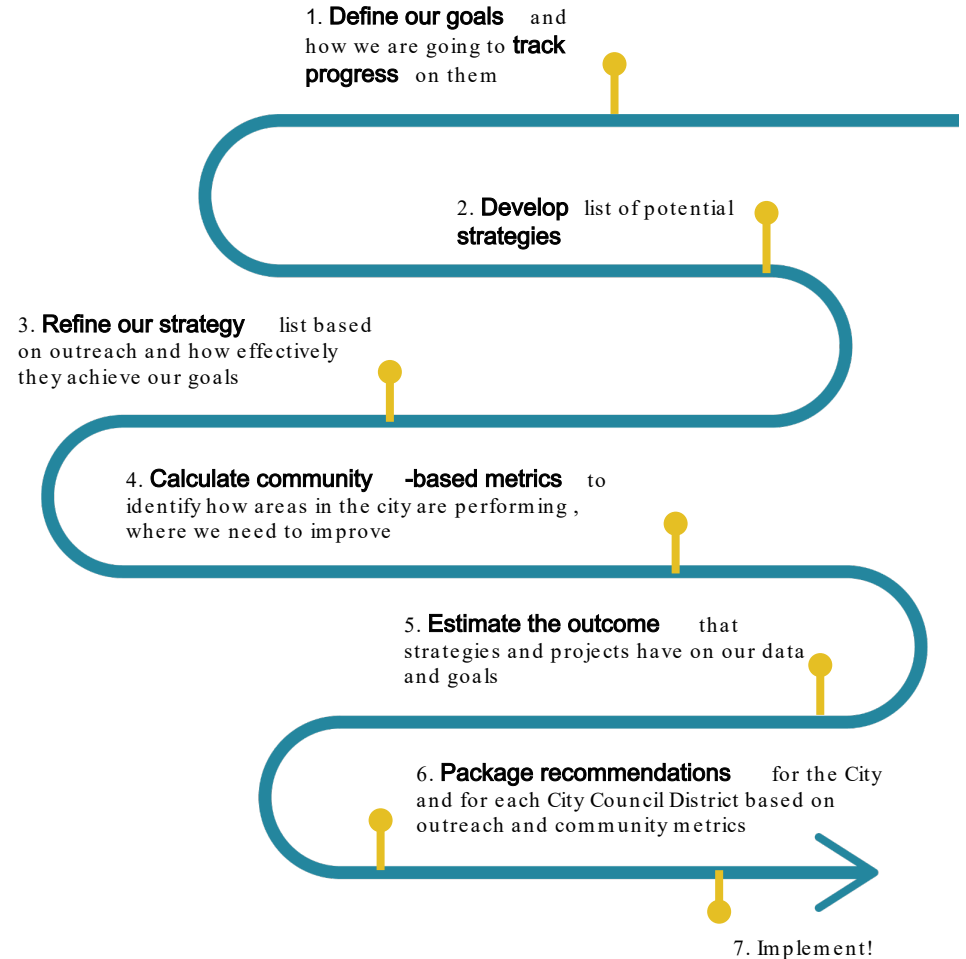 1. Define our goals and
how we are going to track
progress on them
2. Develop list of potential
strategies
3. Refine our strategy list based
on outreach and how effectively
they achieve our goals
4. Calculate community -based metrics to
identify how areas in the city are performing ,
where we need to improve
5. Estimate the outcome that
strategies and projects have on our data
and goals
6. Package recommendations for the City
and for each City Council District based on
outreach and community metrics
7. Implement!